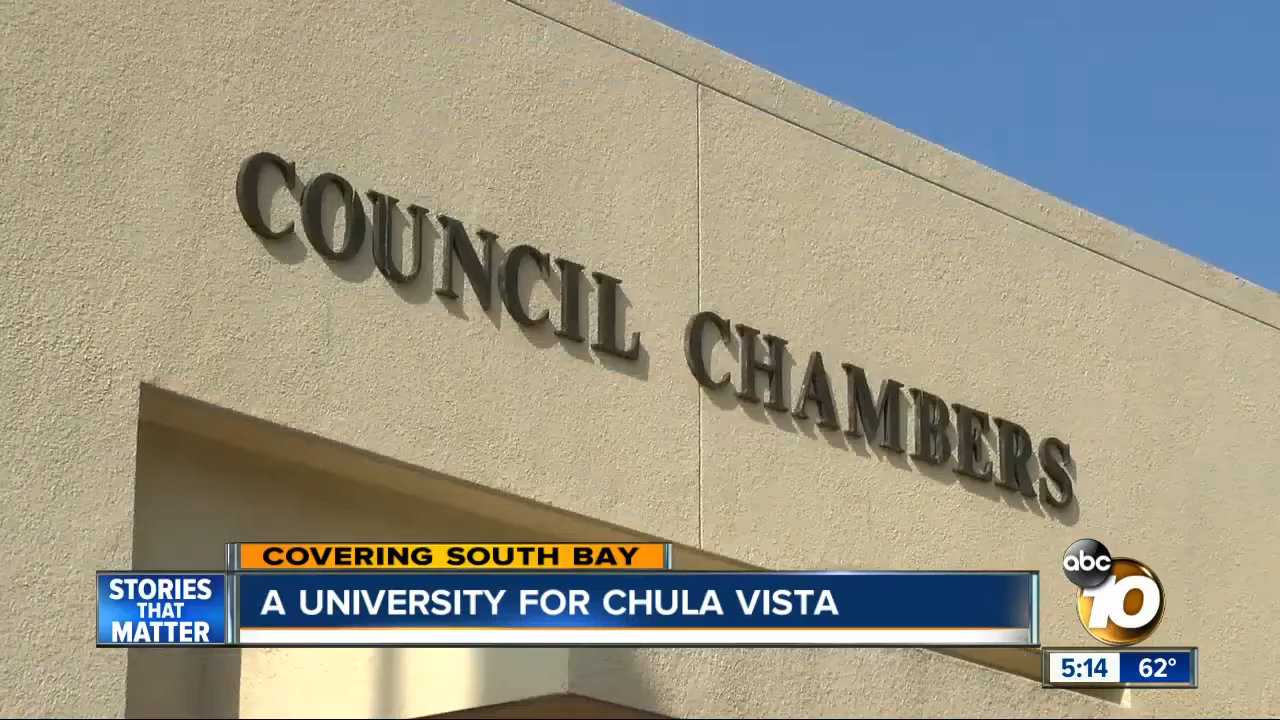 COUNCIL CHAMBERS
COVERING SOUTH BAY
STORIES
THAT
MATTER
A UNIVERSITY FOR CHULA VISTA
abc
10
5:14 62°